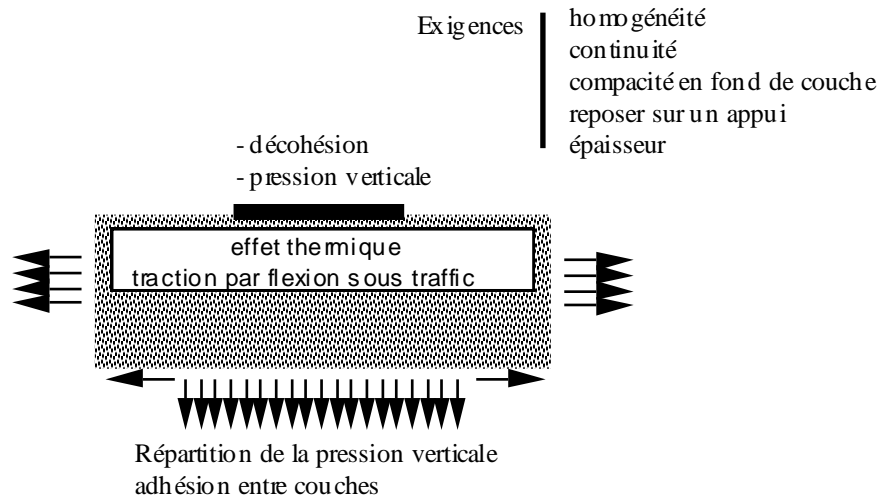 Exigences
homogénéité
continuité
compacité en fond de couche
reposer sur un appui
épaisseur
- décohésion
- pression verticale
effet thermique
traction par flexion sous traffic
Répartition de la pression verticale
adhésion entre couches